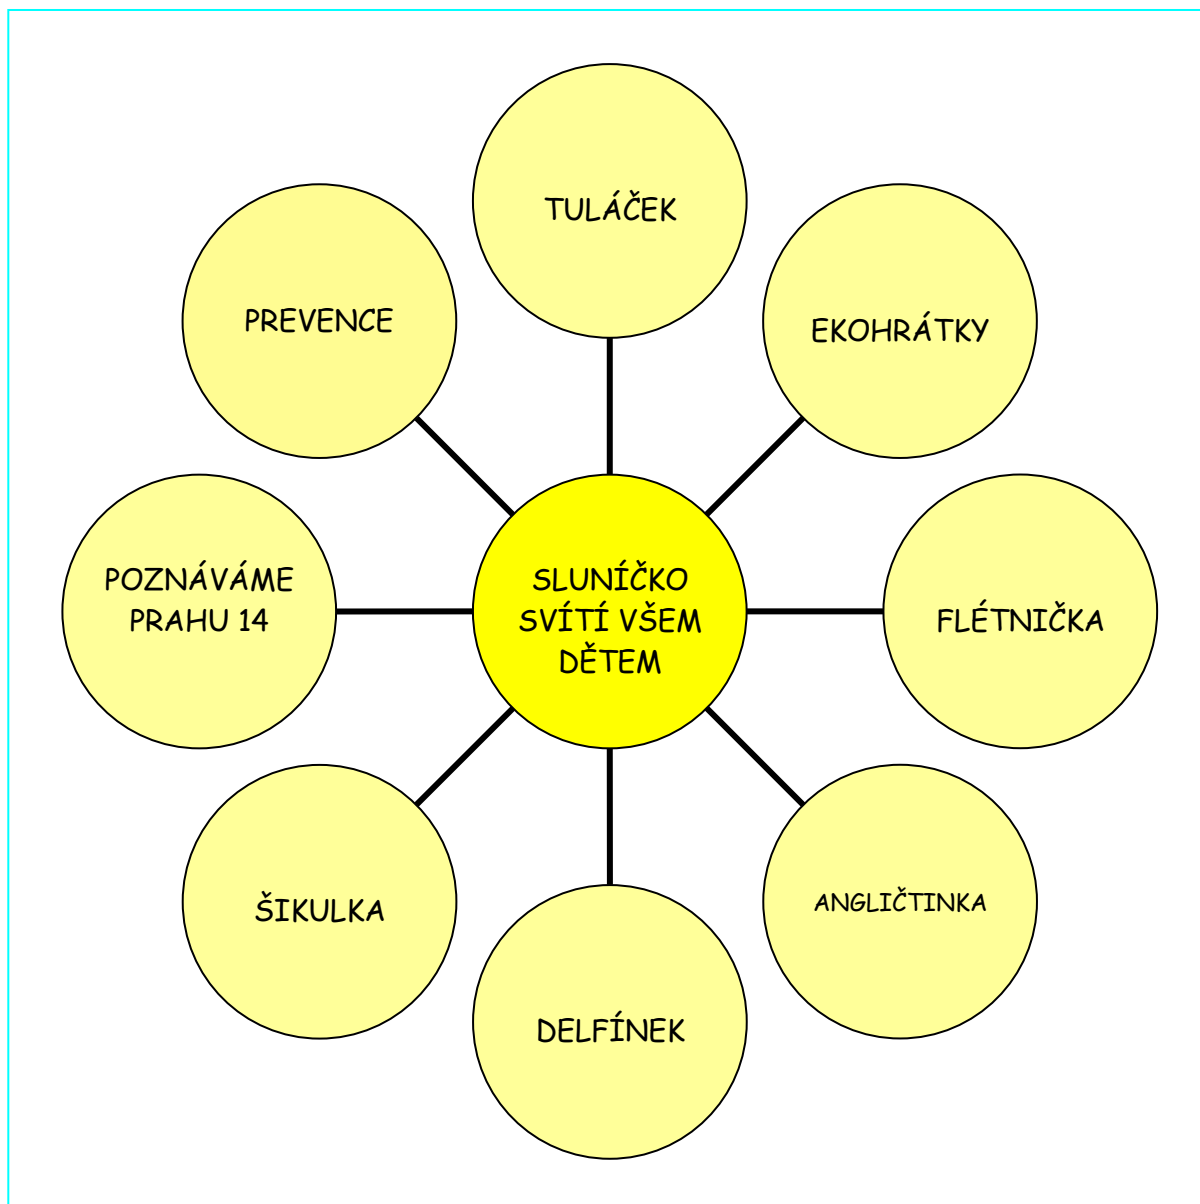 TULÁČEK
PREVENCE
EKOHRÁTKY
POZNÁVÁME
PRAHU 14
SLUNÍČKO
SVÍTÍ VŠEM
DĚTEM
FLÉTNIČKA
ŠIKULKA
ANGLIČTINKA
DELFÍNEK